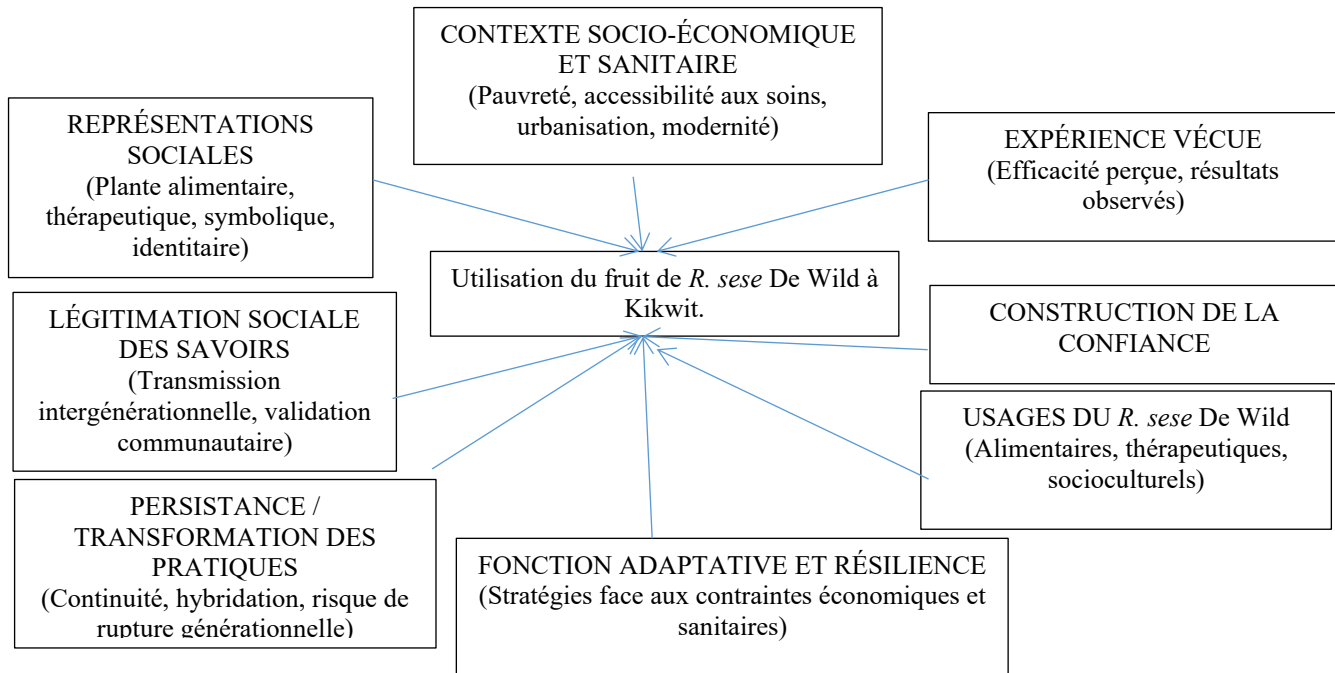 CONTEXTE SOCIO-ÉCONOMIQUE
ET SANITAIRE
(Pauvreté, accessibilité aux soins,
urbanisation, modernité)
REPRÉSENTATIONS
SOCIALES
(Plante alimentaire,
thérapeutique, symbolique,
identitaire)
EXPÉRIENCE VÉCUE
(Efficacité perçue, résultats
observés)
Utilisation du fruit de R. sese De Wild à
Kikwit.
LÉGITIMATION SOCIALE
DES SAVOIRS
(Transmission
intergénérationnelle, validation
communautaire)
CONSTRUCTION DE LA
CONFIANCE
USAGES DU R. sese De Wild
(Alimentaires, thérapeutiques,
socioculturels)
PERSISTANCE /
TRANSFORMATION DES
PRATIQUES
(Continuité, hybridation, risque de
rupture générationnelle)
FONCTION ADAPTATIVE ET RÉSILIENCE
(Stratégies face aux contraintes économiques et
sanitaires)